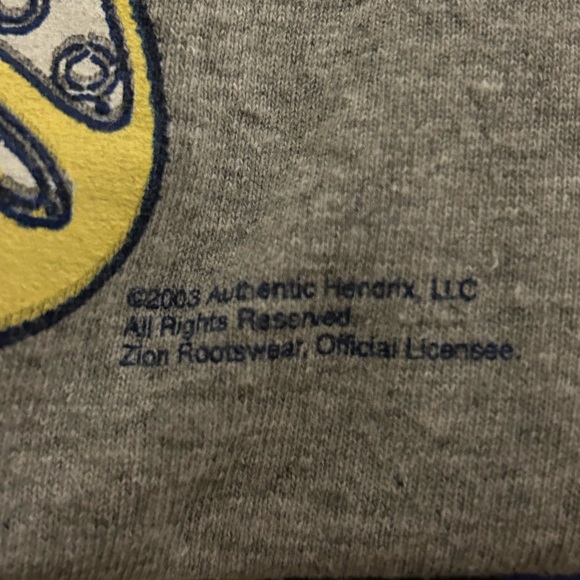 ©2003 Authentic Hendrix, LLC
All Rights Reserved.
Zion Rootswear, Official Licensee.